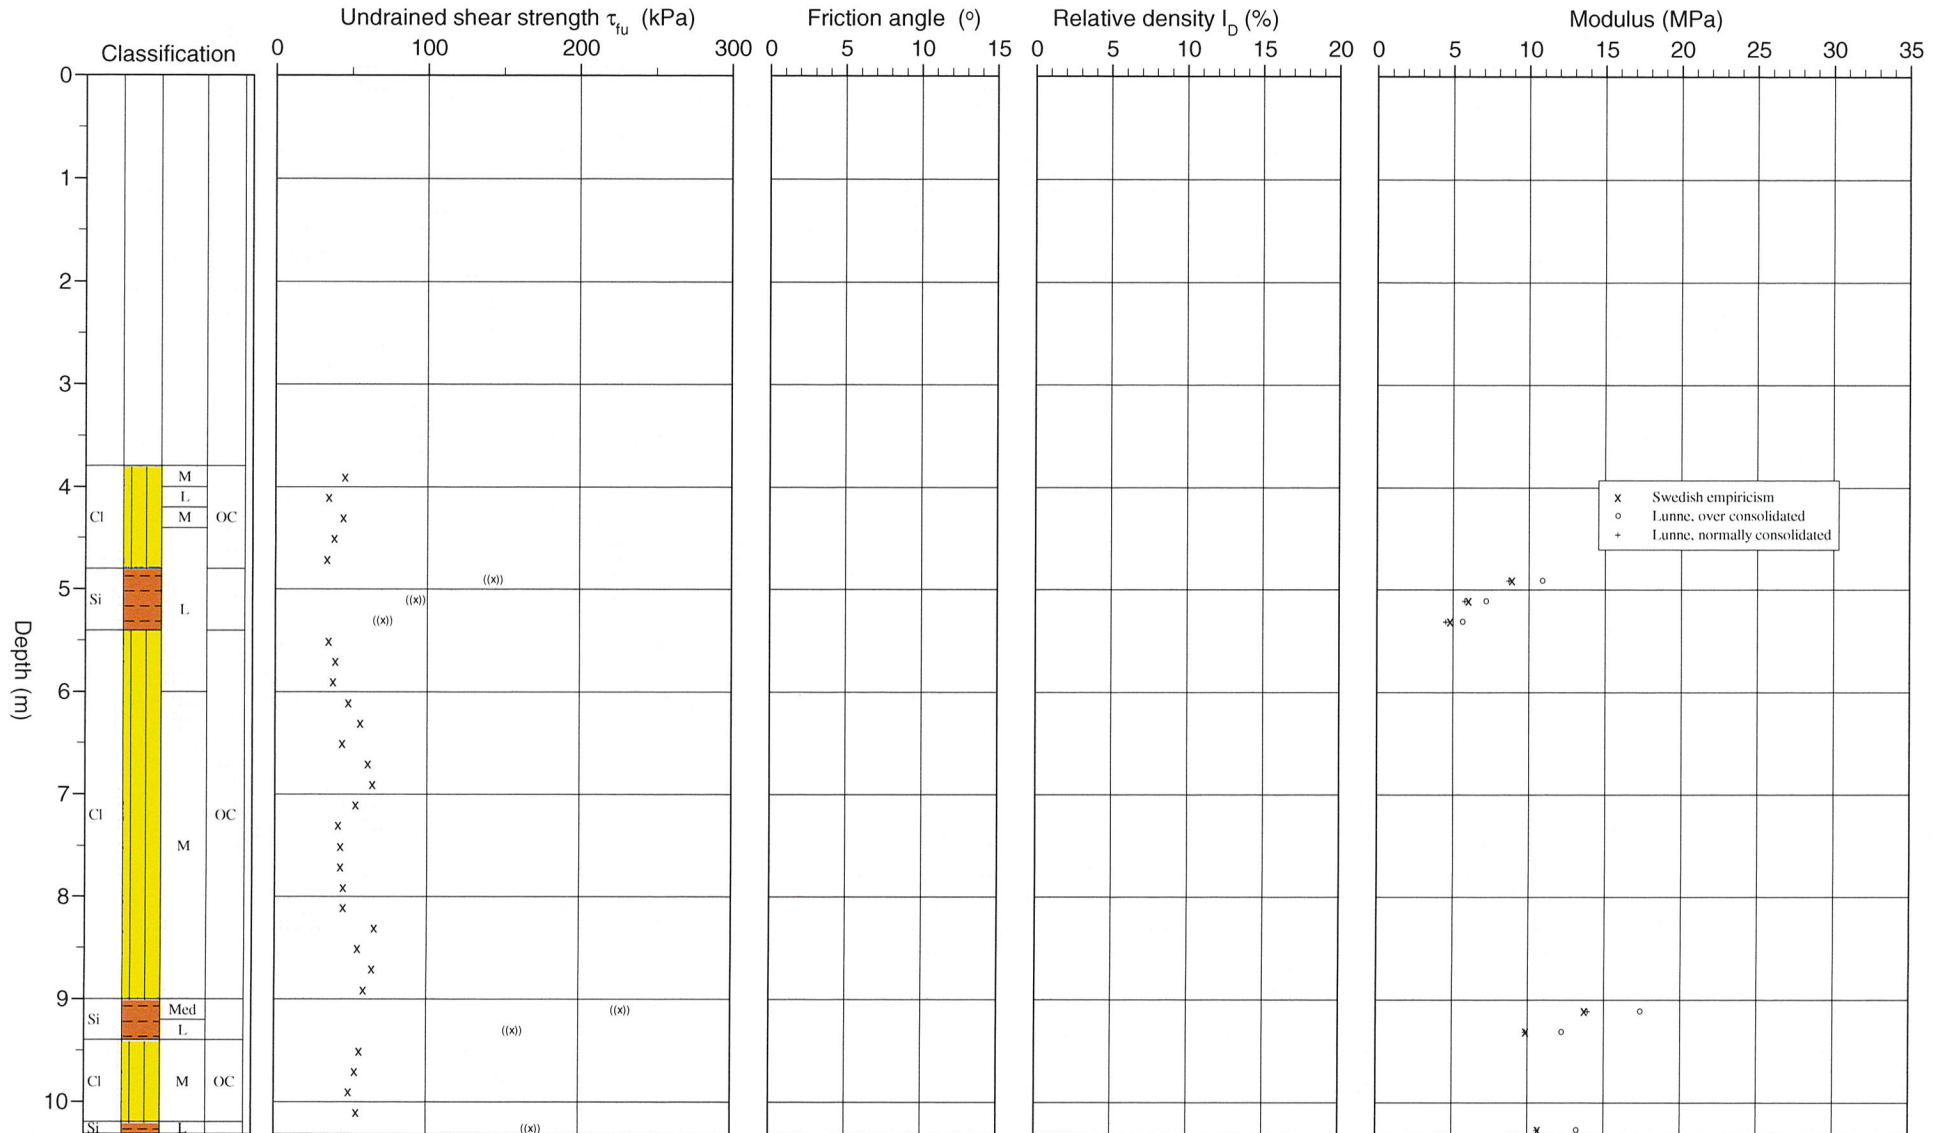 Undrained shear strength τfu (kPa)
Friction angle (o)
Relative density ID (%)
Modulus (MPa)
Classification
0 100 200 300
0 5 10 15
0 5 10 15 20
0 5 10 15 20 25 30 35
0
1
2
3
4
5
6
7
8
9
10
Depth (m)
M
L
Cl M OC
Si L
Cl OC
M
Med
Si
L
Cl M OC
Si L
x Swedish empiricism
o Lunne, over consolidated
+ Lunne, normally consolidated
((x))
((x))
((x))
((x))
((x))
((x))